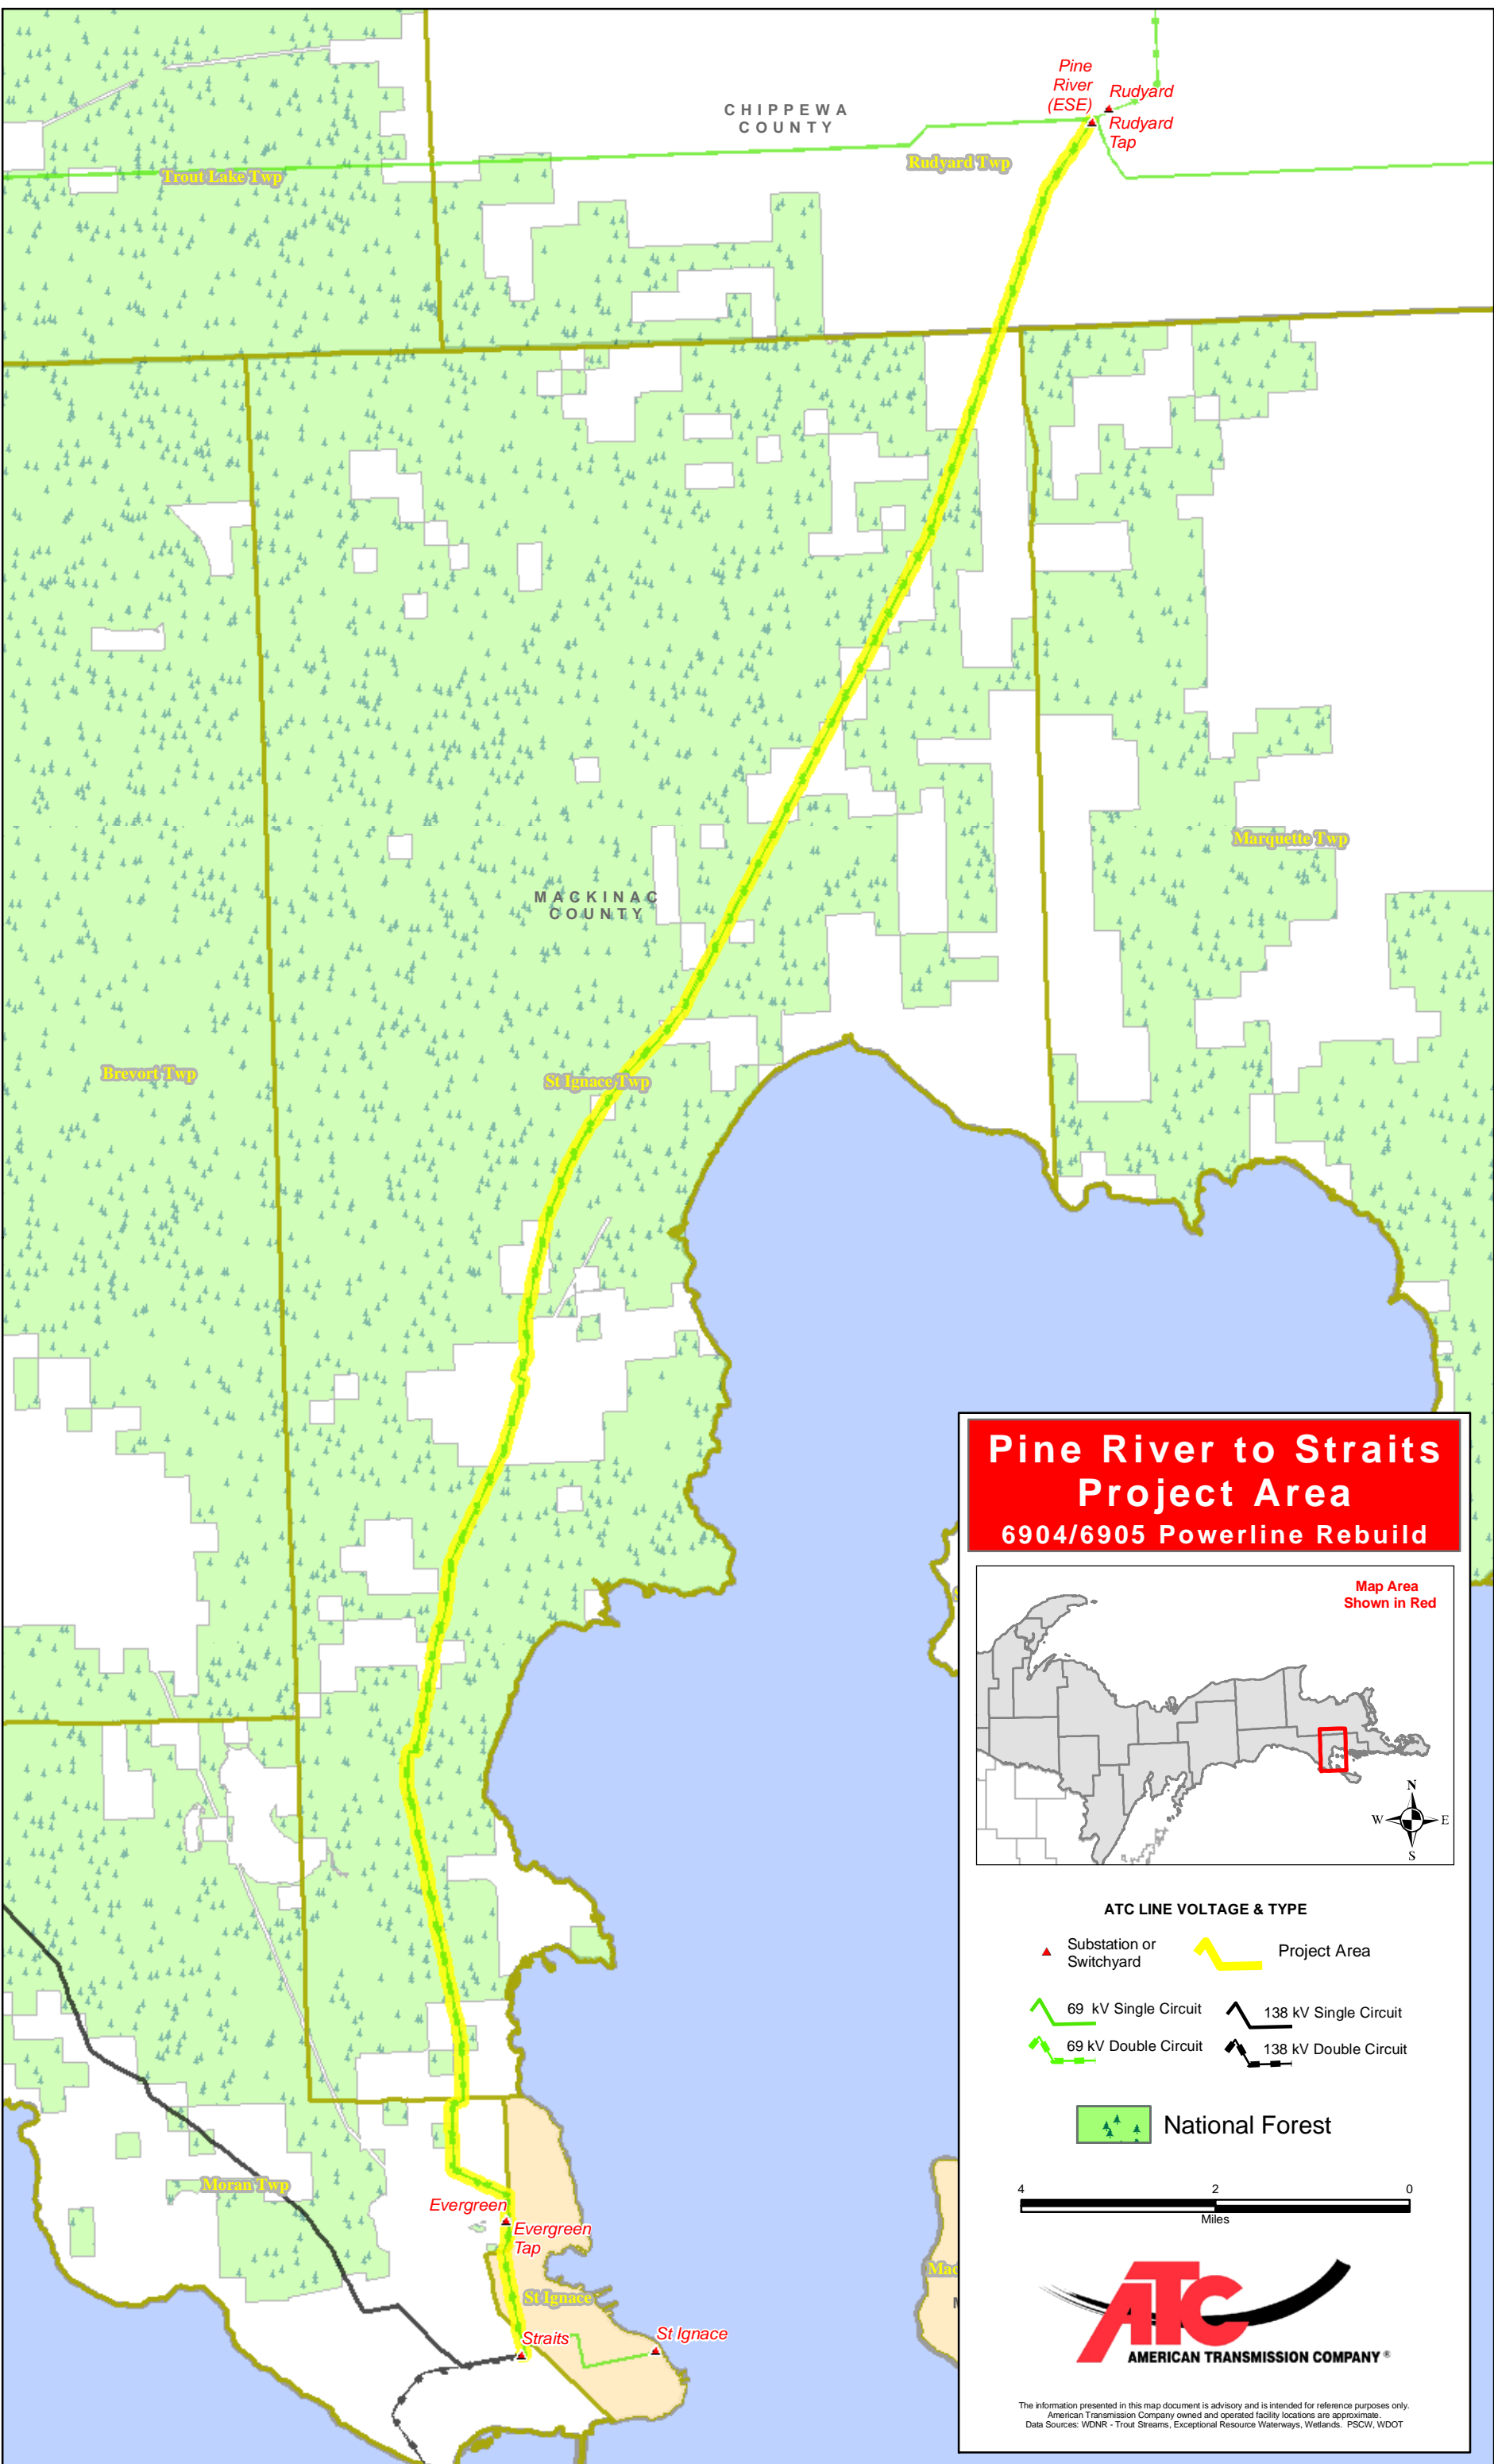 Pine
River
(ESE)
Rudyard
Rudyard
Tap
CHIPPEWA
COUNTY
Rudyard Twp
Trout Lake Twp
Marquette Twp
MACKINAC
COUNTY
Brevort Twp
St Ignace Twp
Moran Twp
Evergreen
Evergreen
Tap
St Ignace
Straits
St Ignace
Pine River to Straits
Project Area
6904/6905 Powerline Rebuild
Map Area
Shown in Red
N
W
E
S
ATC LINE VOLTAGE & TYPE
Substation or
Switchyard
Project Area
69 kV Single Circuit
138 kV Single Circuit
69 kV Double Circuit
138 kV Double Circuit
National Forest
4 2 0
Miles
ATC
AMERICAN TRANSMISSION COMPANY®
The information presented in this map document is advisory and is intended for reference purposes only.
American Transmission Company owned and operated facility locations are approximate.
Data Sources: WDNR - Trout Streams, Exceptional Resource Waterways, Wetlands. PSCW, WDOT